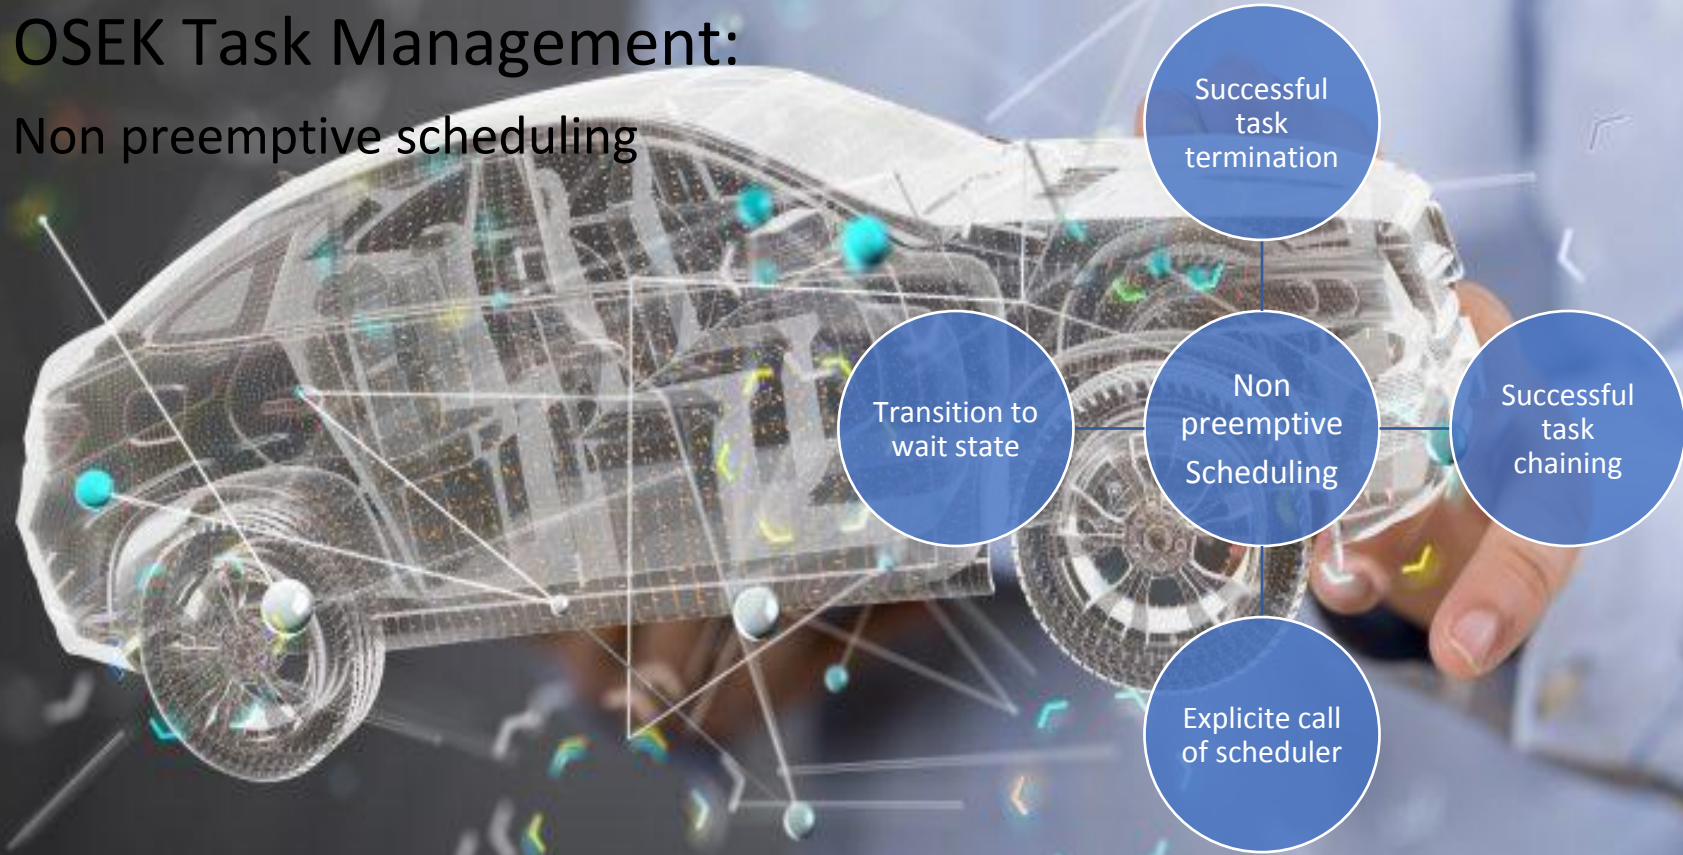 OSEK Task Management:
Non preemptive scheduling
Successful
task
termination
Transition to
wait state
Non
preemptive
Scheduling
Successful
task
chaining
Explicite call
of scheduler